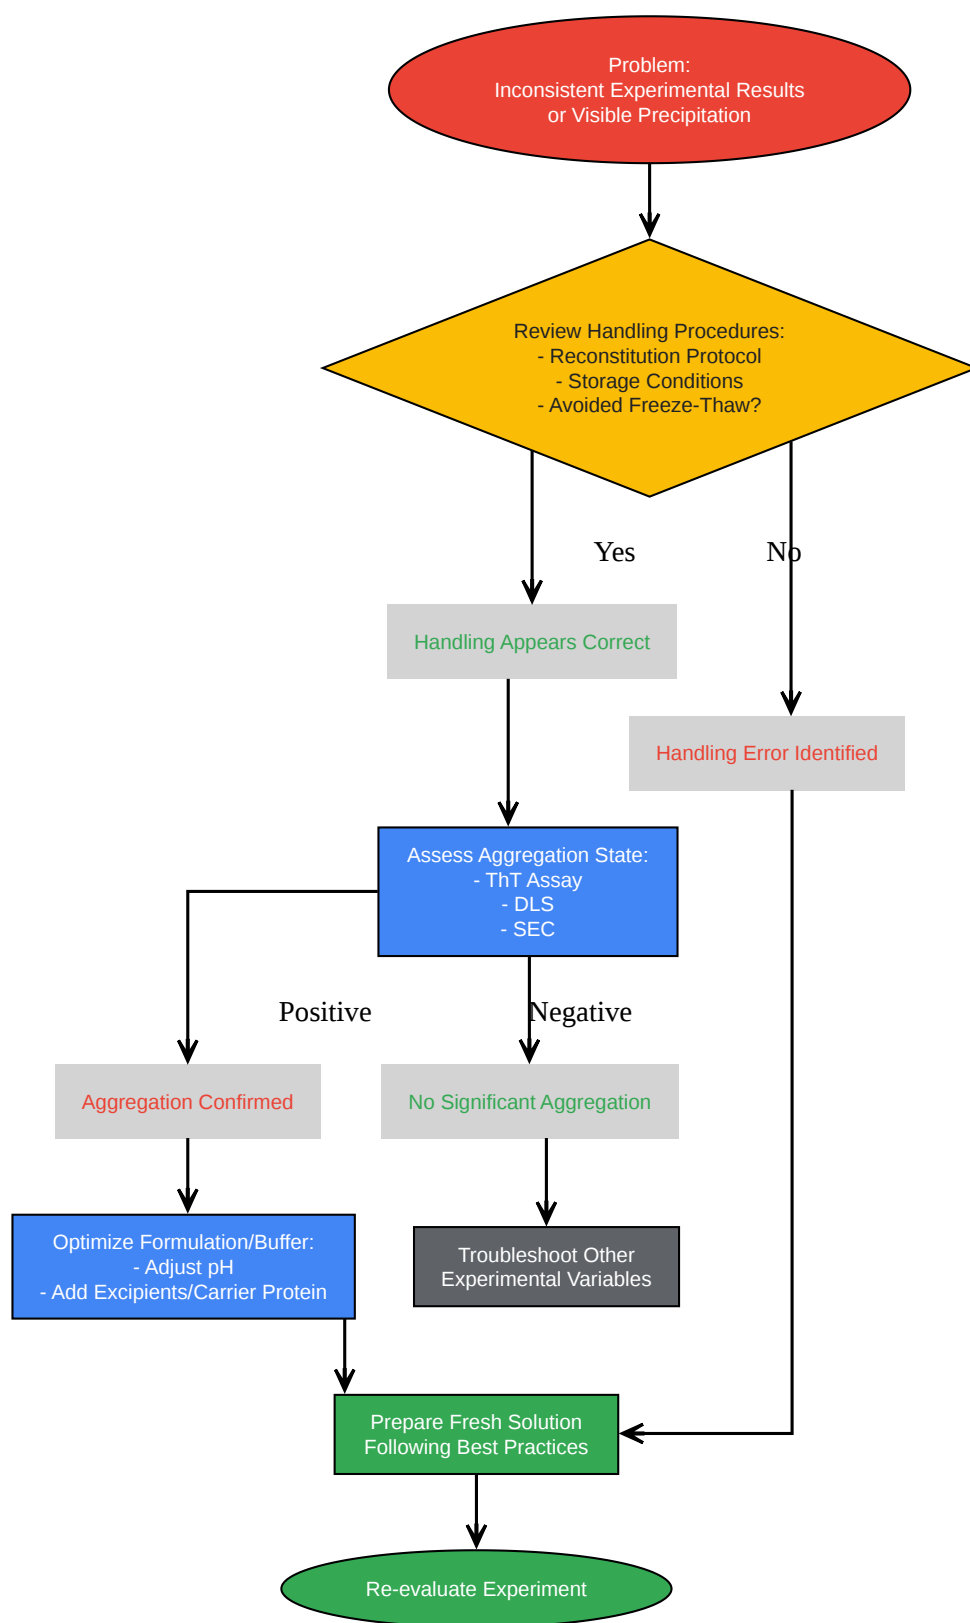 Problem:
Inconsistent Experimental Results
or Visible Precipitation
Review Handling Procedures:
- Reconstitution Protocol
- Storage Conditions
- Avoided Freeze-Thaw?
Yes
No
Handling Appears Correct
Handling Error Identified
Assess Aggregation State:
- ThT Assay
- DLS
- SEC
Positive
Negative
Aggregation Confirmed
No Significant Aggregation
Optimize Formulation/Buffer:
- Adjust pH
- Add Excipients/Carrier Protein
Troubleshoot Other
Experimental Variables
Prepare Fresh Solution
Following Best Practices
Re-evaluate Experiment